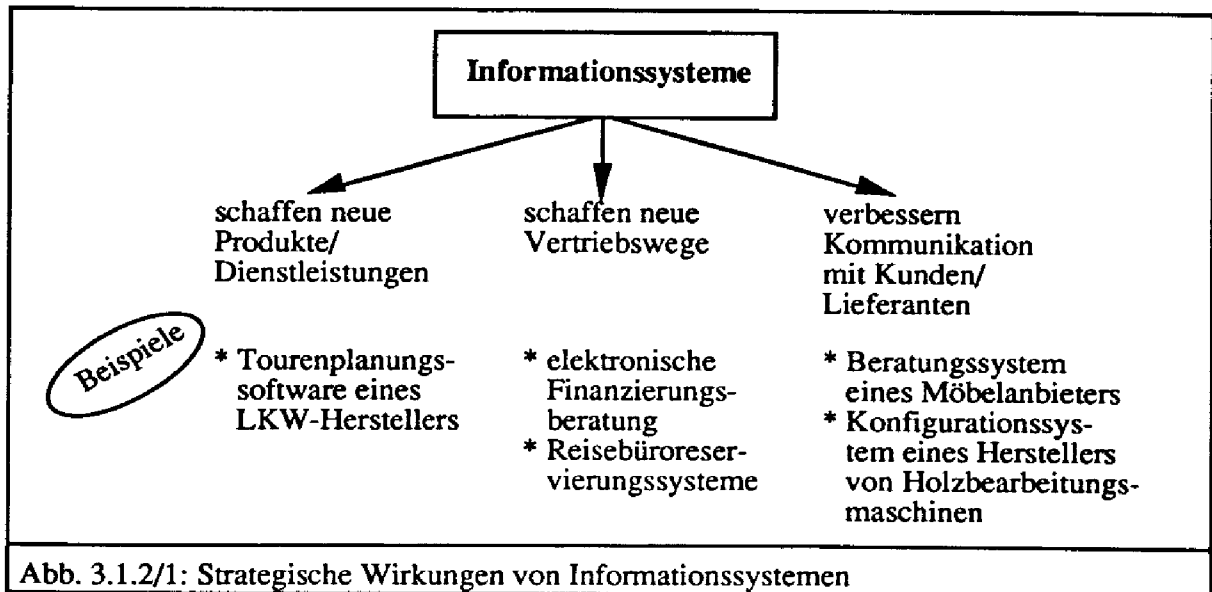 Informationssysteme
schaffen neue
Produkte/
Dienstleistungen
schaffen neue
Vertriebswege
verbessern
Kommunikation
mit Kunden/
Lieferanten
Beispiele
* Tourenplanungs-
software eines
LKW-Herstellers
* elektronische
Finanzierungs-
beratung
* Reisebüroreser-
vierungssysteme
* Beratungssystem
eines Möbelanbieters
* Konfigurationssys-
tem eines Herstellers
von Holzbearbeitungs-
maschinen
Abb. 3.1.2/1: Strategische Wirkungen von Informationssystemen